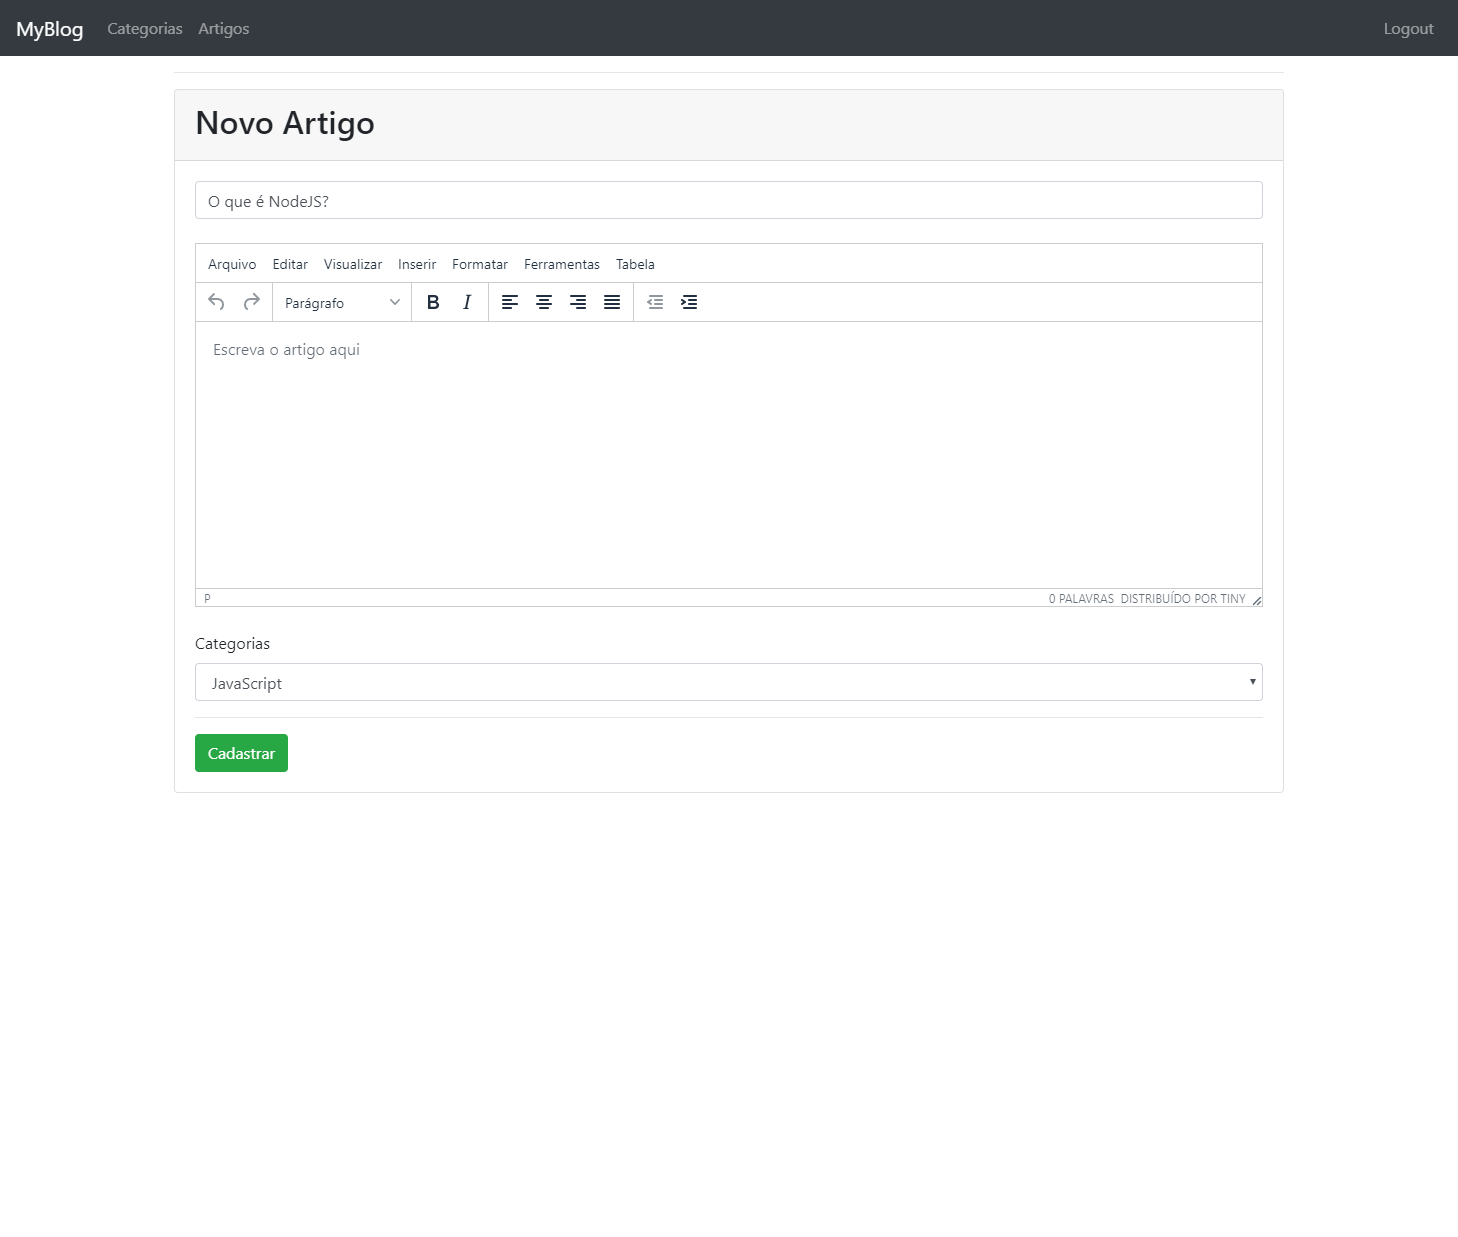 MyBlog Categorias Artigos Logout
Novo Artigo
O que é NodeJS?
Arquivo Editar Visualizar Inserir Formatar Ferramentas Tabela
Parágrafo B I
Escreva o artigo aqui
P 0 PALAVRAS DISTRIBUÍDO POR TINY
Categorias
JavaScript
Cadastrar